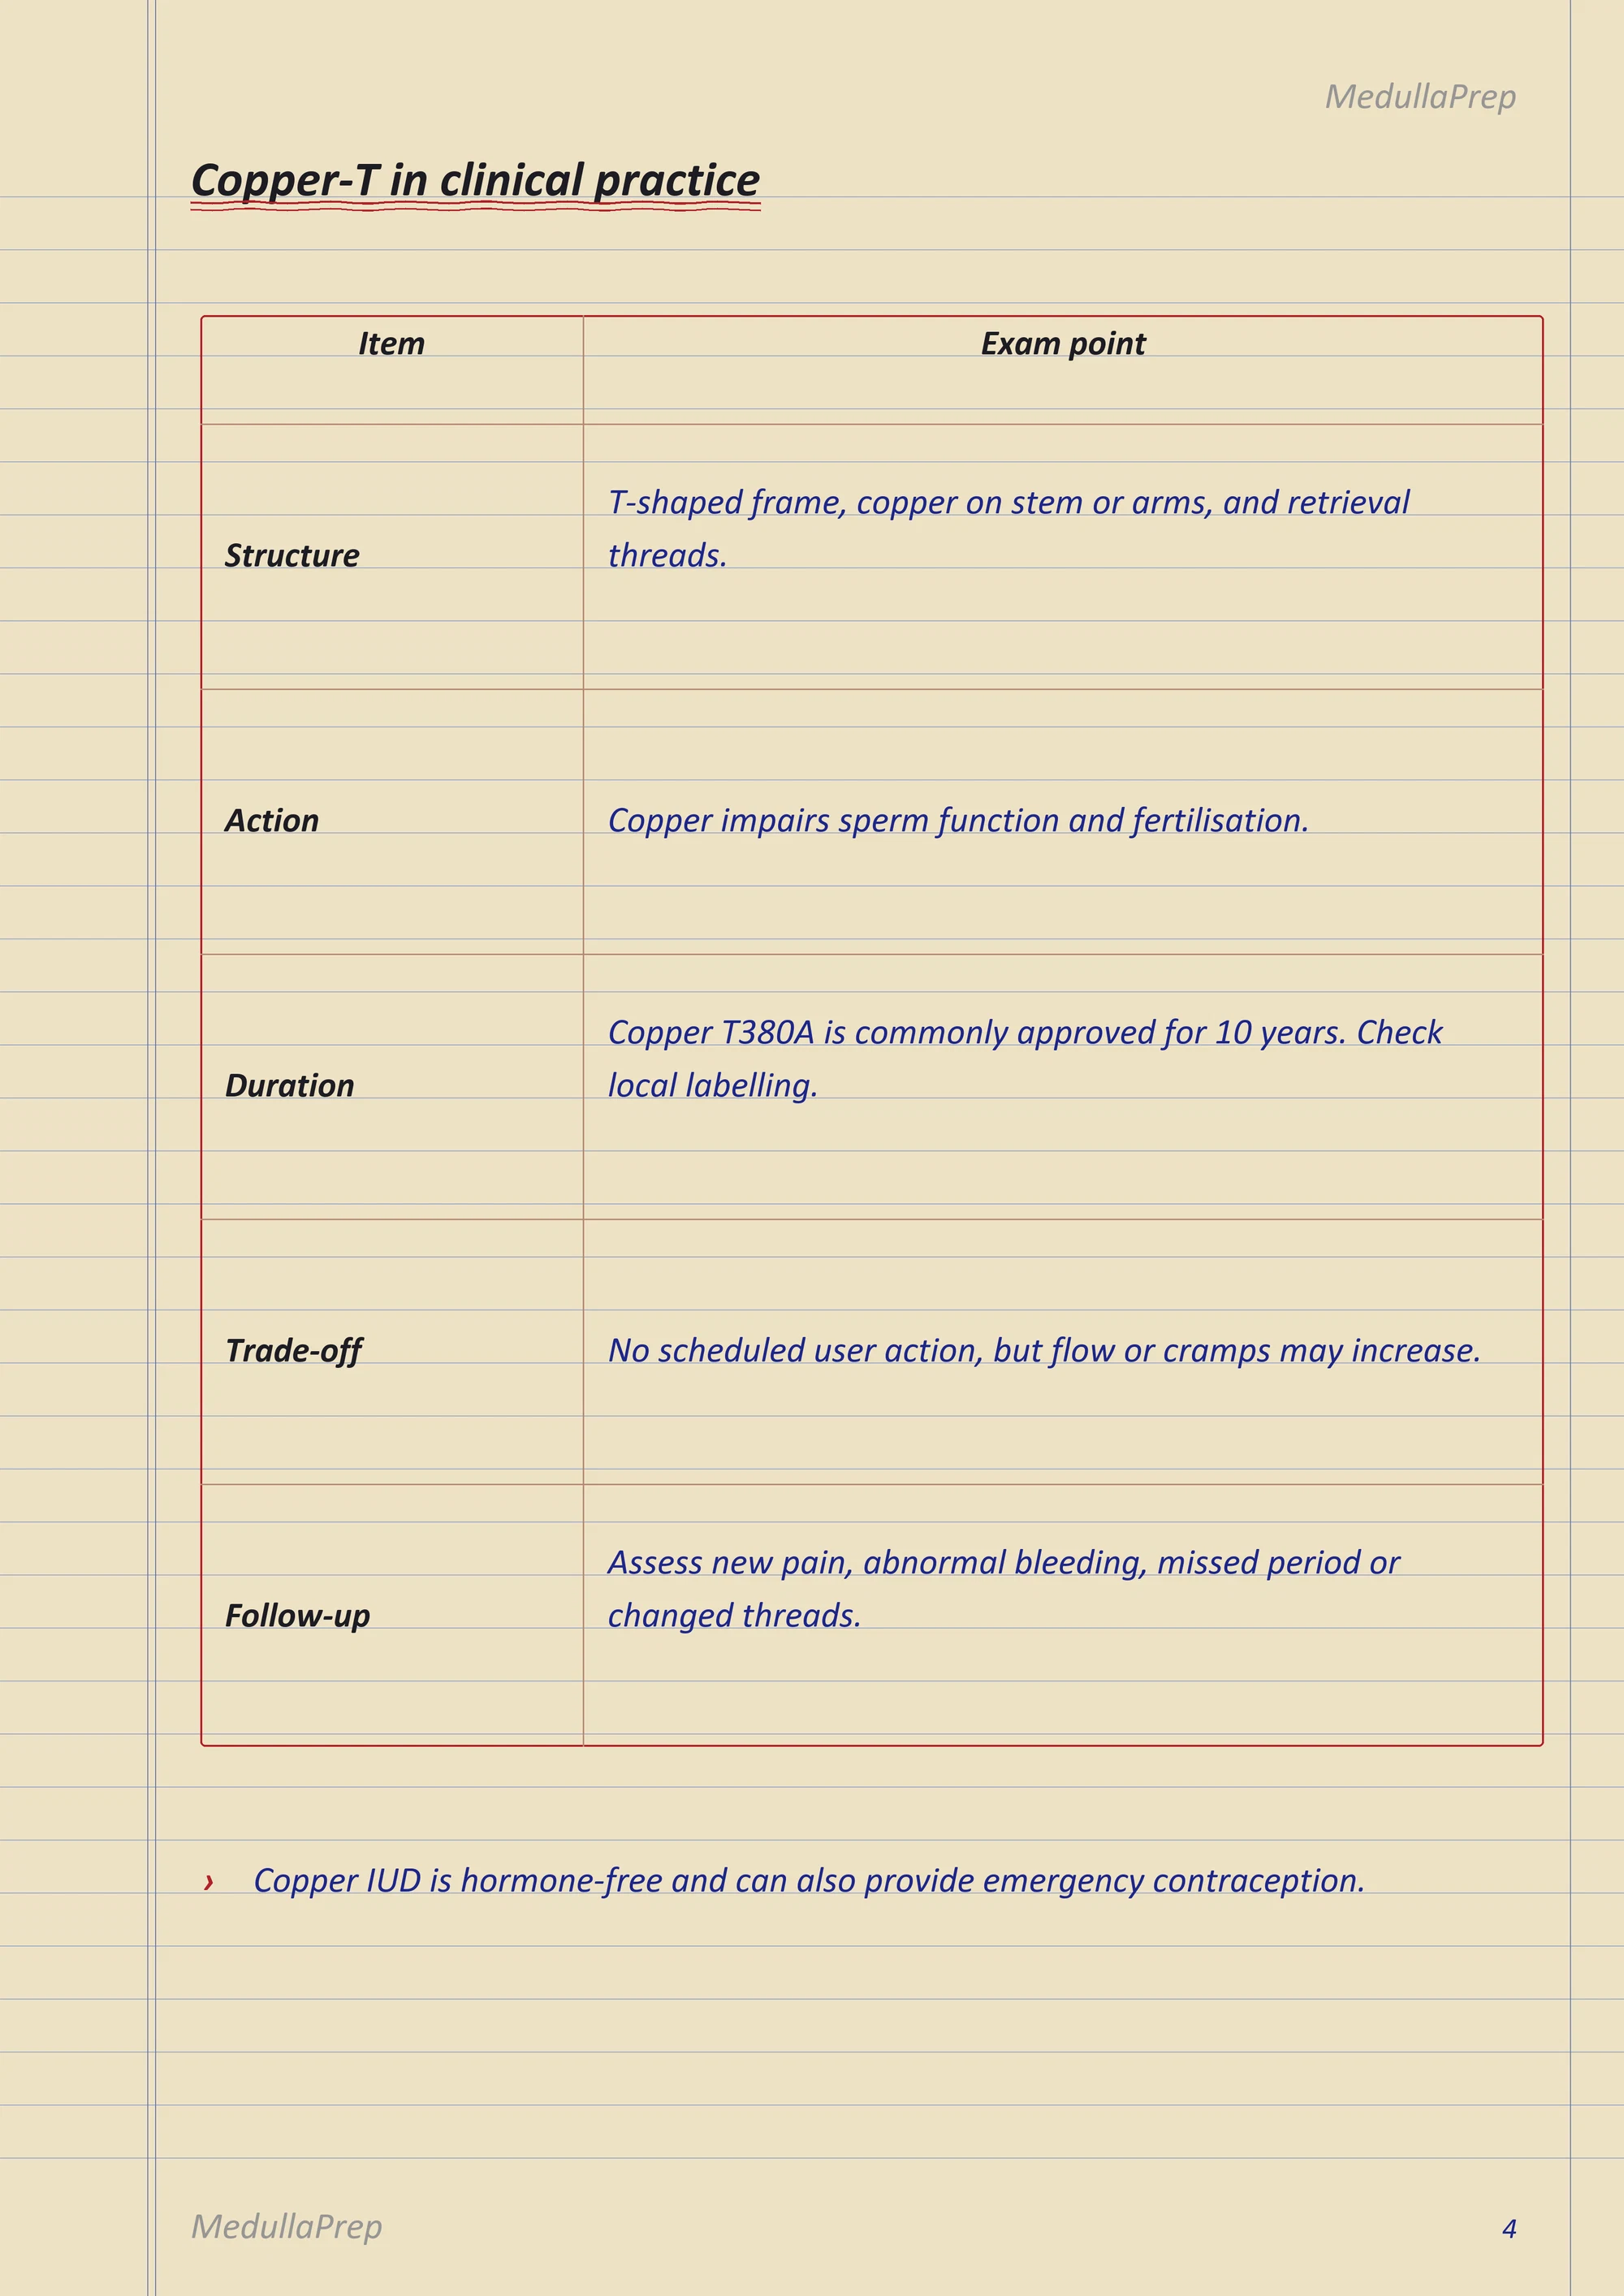 MedullaPrep
Copper-T in clinical practice
Item Exam point
T-shaped frame, copper on stem or arms, and retrieval
Structure threads.
Action Copper impairs sperm function and fertilisation.
Copper T380A is commonly approved for 10 years. Check
Duration local labelling.
Trade-off No scheduled user action, but flow or cramps may increase.
Assess new pain, abnormal bleeding, missed period or
Follow-up changed threads.
› Copper IUD is hormone-free and can also provide emergency contraception.
MedullaPrep 4